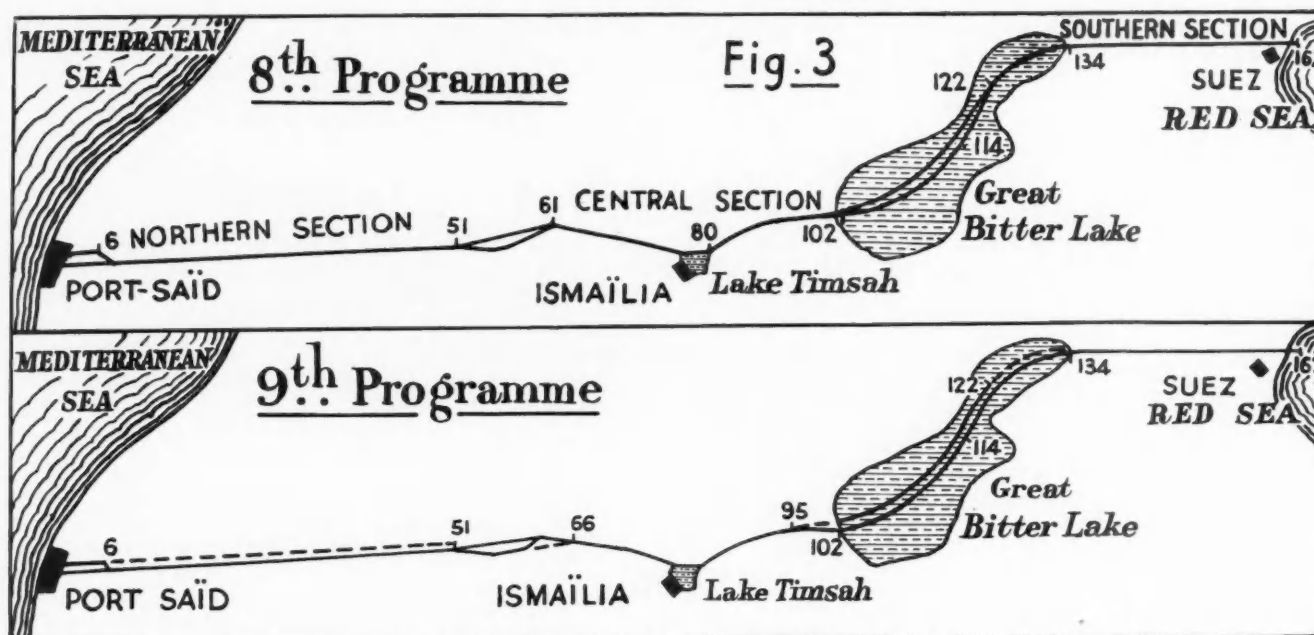 MEDITERRANEAN
SEA
8th Programme
Fig. 3
SOUTHERN SECTION
134
16
SUEZ
RED SEA
122
114
Great
Bitter Lake
6 NORTHERN SECTION
51
61
CENTRAL SECTION
80
102
PORT-SAÏD
ISMAÏLIA
Lake Timsah
MEDITERRANEAN
SEA
9th Programme
134
16
SUEZ
RED SEA
122
114
Great
Bitter Lake
6
51
66
95
102
PORT SAÏD
ISMAÏLIA
Lake Timsah